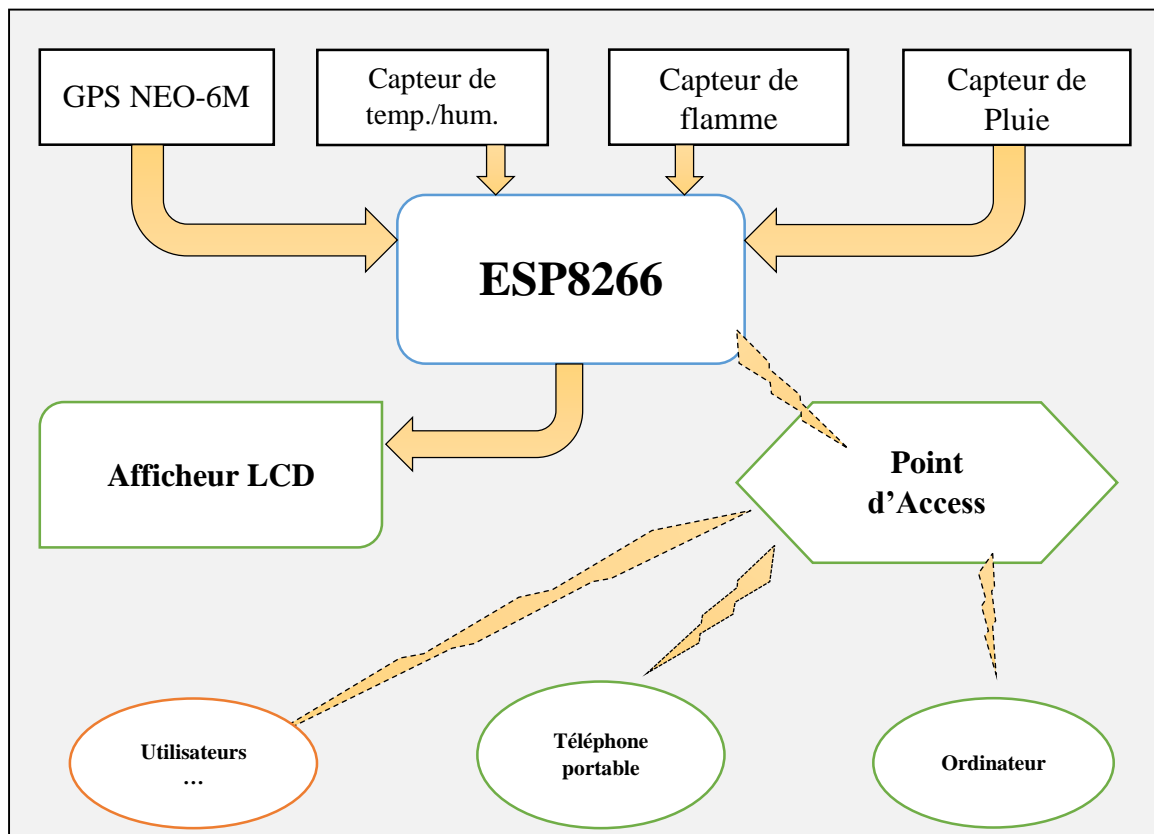 GPS NEO-6M
Capteur de
temp./hum.
Capteur de
flamme
Capteur de
Pluie
ESP8266
Afficheur LCD
Point
d’Access
Utilisateurs
…
Téléphone
portable
Ordinateur